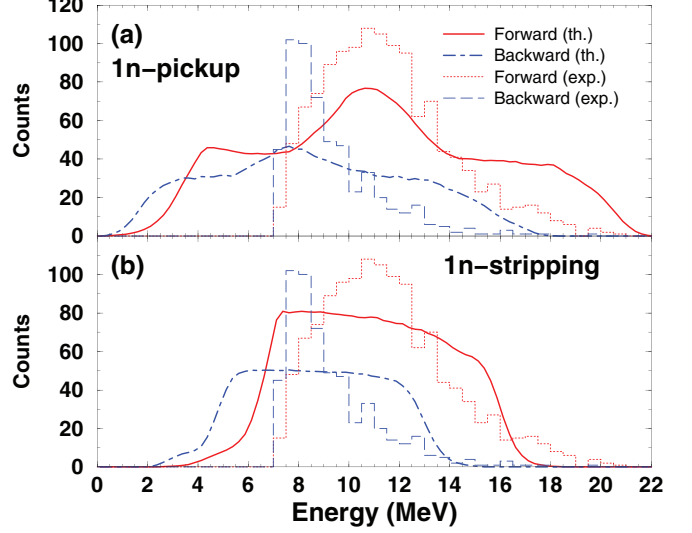 120
100
80
60
40
20
0
Counts
(a)
1n−pickup
Forward (th.)
Backward (th.)
Forward (exp.)
Backward (exp.)
100
80
60
40
20
0
Counts
(b)
1n−stripping
0 2 4 6 8 10 12 14 16 18 20 22
Energy (MeV)